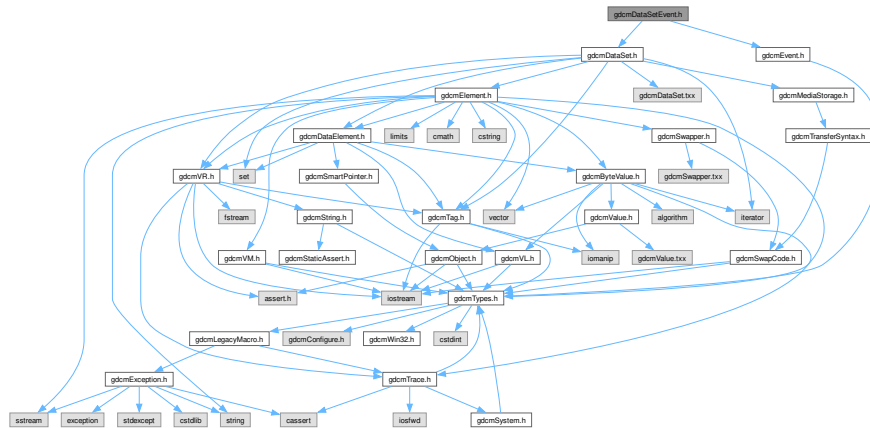 gdcmDataSetEvent.h
gdcmDataSet.h
gdcmEvent.h
gdcmElement.h
gdcmDataSet.txx
gdcmMediaStorage.h
gdcmDataElement.h
limits
cmath
cstring
gdcmSwapper.h
gdcmTransferSyntax.h
gdcmVR.h
set
gdcmSmartPointer.h
gdcmByteValue.h
gdcmSwapper.txx
fstream
gdcmString.h
gdcmTag.h
vector
gdcmValue.h
algorithm
iterator
gdcmVM.h
gdcmStaticAssert.h
gdcmObject.h
gdcmVL.h
iomanip
gdcmValue.txx
gdcmSwapCode.h
assert.h
iostream
gdcmTypes.h
gdcmLegacyMacro.h
gdcmConfigure.h
gdcmWin32.h
cstdint
gdcmException.h
gdcmTrace.h
sstream
exception
stdexcept
cstdlib
string
cassert
iosfwd
gdcmSystem.h